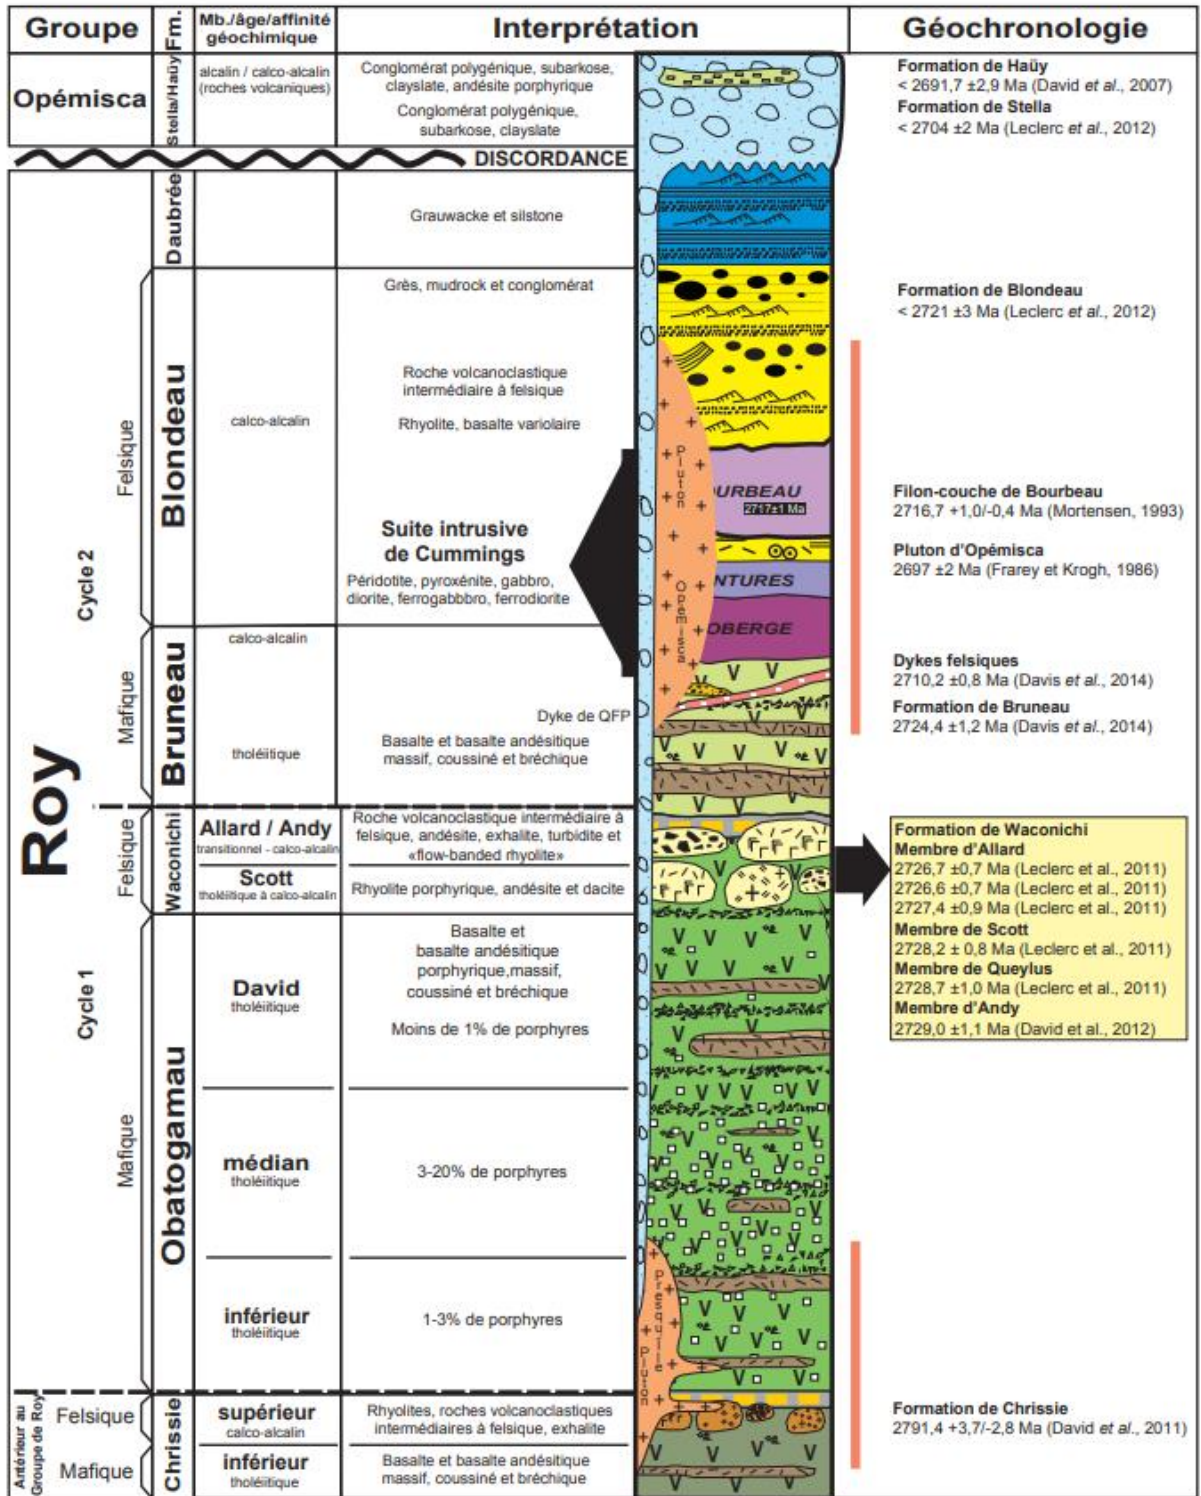 Groupe
Fm.
Mb./âge/affinité
géochimique
Interprétation
Géochronologie
Opémisca
Stella/Haüy
alcalin / calco-alcalin
(roches volcaniques)
Conglomérat polygénique, subarkose,
clayslate, andésite porphyrique
Conglomérat polygénique,
subarkose, clayslate
Formation de Haüy
< 2691,7 ±2,9 Ma (David et al., 2007)
Formation de Stella
< 2704 ±2 Ma (Leclerc et al., 2012)
DISCORDANCE
Roy
Daubrée
Grauwacke et silstone
Cycle 2
Felsique
Blondeau
calco-alcalin
Grès, mudrock et conglomérat
Roche volcanoclastique
intermédiaire à felsique
Rhyolite, basalte variolaire
Suite intrusive
de Cummings
Péridotite, pyroxénite, gabbro,
diorite, ferrogabbbro, ferrodiorite
Pluton
Opémisca
URBEAU
2717±1 Ma
NTURES
OBERGE
Formation de Blondeau
< 2721 ±3 Ma (Leclerc et al., 2012)
Filon-couche de Bourbeau
2716,7 +1,0/-0,4 Ma (Mortensen, 1993)
Pluton d'Opémisca
2697 ±2 Ma (Frarey et Krogh, 1986)
Mafique
Bruneau
calco-alcalin
tholéiitique
Dyke de QFP
Basalte et basalte andésitique
massif, coussiné et bréchique
Dykes felsiques
2710,2 ±0,8 Ma (Davis et al., 2014)
Formation de Bruneau
2724,4 ±1,2 Ma (Davis et al., 2014)
Cycle 1
Felsique
Waconichi
Allard / Andy
transitionnel - calco-alcalin
Roche volcanoclastique intermédiaire à
felsique, andésite, exhalite, turbidite et
«flow-banded rhyolite»
Scott
tholéiitique à calco-alcalin
Rhyolite porphyrique, andésite et dacite
Formation de Waconichi
Membre d'Allard
2726,7 ±0,7 Ma (Leclerc et al., 2011)
2726,6 ±0,7 Ma (Leclerc et al., 2011)
2727,4 ±0,9 Ma (Leclerc et al., 2011)
Membre de Scott
2728,2 ± 0,8 Ma (Leclerc et al., 2011)
Membre de Queylus
2728,7 ±1,0 Ma (Leclerc et al., 2011)
Membre d'Andy
2729,0 ±1,1 Ma (David et al., 2012)
Mafique
Obatogamau
David
tholéiitique
Basalte et
basalte andésitique
porphyrique,massif,
coussiné et bréchique
Moins de 1% de porphyres
médian
tholéiitique
3-20% de porphyres
inférieur
tholéiitique
1-3% de porphyres
Presquîle
Pluton
Antérieur au
Groupe de Roy
Felsique
Mafique
Chrissie
supérieur
calco-alcalin
Rhyolites, roches volcanoclastiques
intermédiaires à felsique, exhalite
inférieur
tholéiitique
Basalte et basalte andésitique
massif, coussiné et bréchique
Formation de Chrissie
2791,4 +3,7/-2,8 Ma (David et al., 2011)